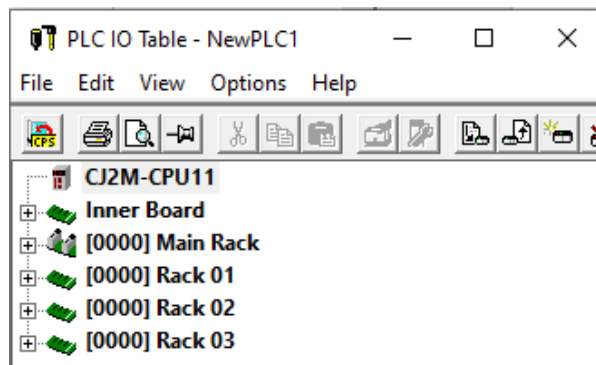 PLC IO Table - NewPLC1
File Edit View Options Help
CPS
CJ2M-CPU11
Inner Board
[0000] Main Rack
[0000] Rack 01
[0000] Rack 02
[0000] Rack 03